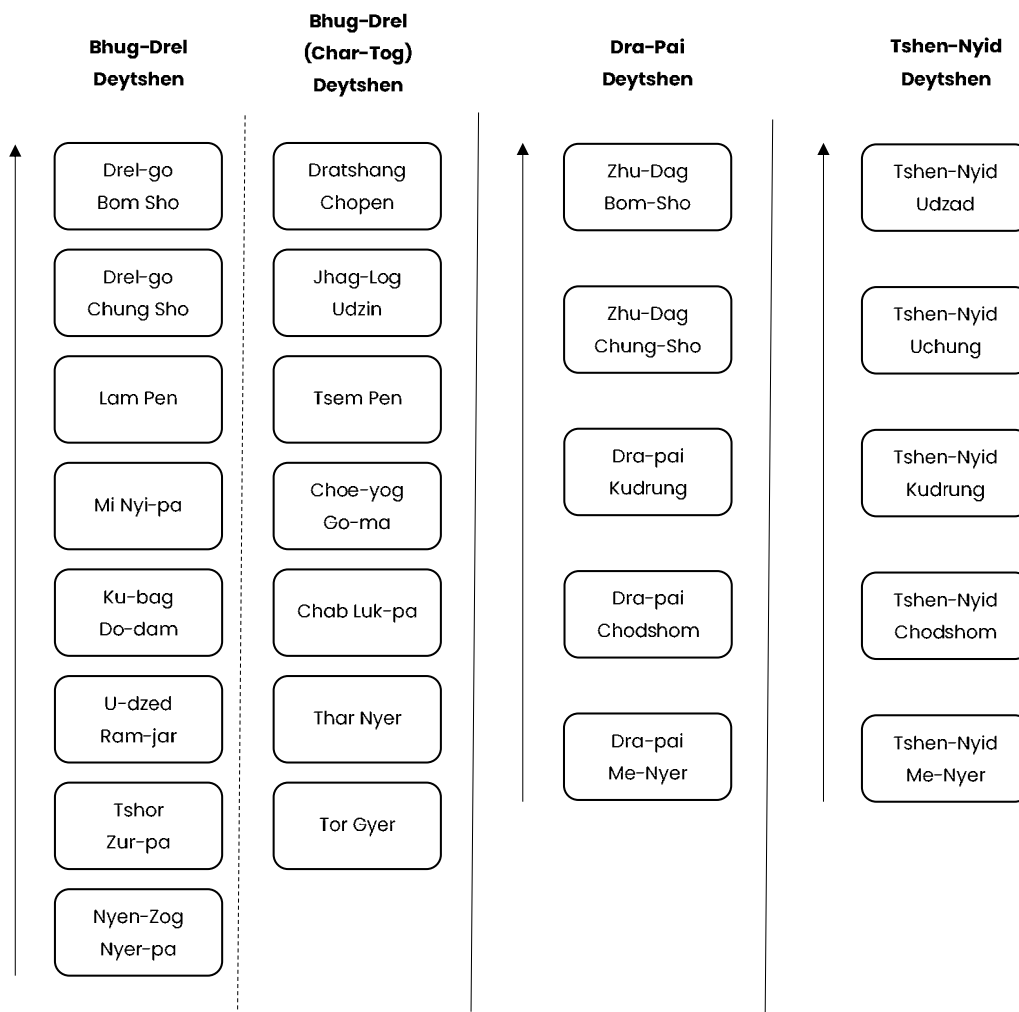 Bhug-Drel
Deytshen
Drel-go
Bom Sho
Drel-go
Chung Sho
Lam Pen
Mi Nyi-pa
Ku-bag
Do-dam
U-dzed
Ram-jar
Tshor
Zur-pa
Nyen-Zog
Nyer-pa
Bhug-Drel
(Char-Tog)
Deytshen
Dratshang
Chopen
Jhag-Log
Udzin
Tsem Pen
Choe-yog
Go-ma
Chab Luk-pa
Thar Nyer
Tor Gyer
Dra-Pai
Deytshen
Zhu-Dag
Bom-Sho
Zhu-Dag
Chung-Sho
Dra-pai
Kudrung
Dra-pai
Chodshom
Dra-pai
Me-Nyer
Tshen-Nyid
Deytshen
Tshen-Nyid
Udzad
Tshen-Nyid
Uchung
Tshen-Nyid
Kudrung
Tshen-Nyid
Chodshom
Tshen-Nyid
Me-Nyer